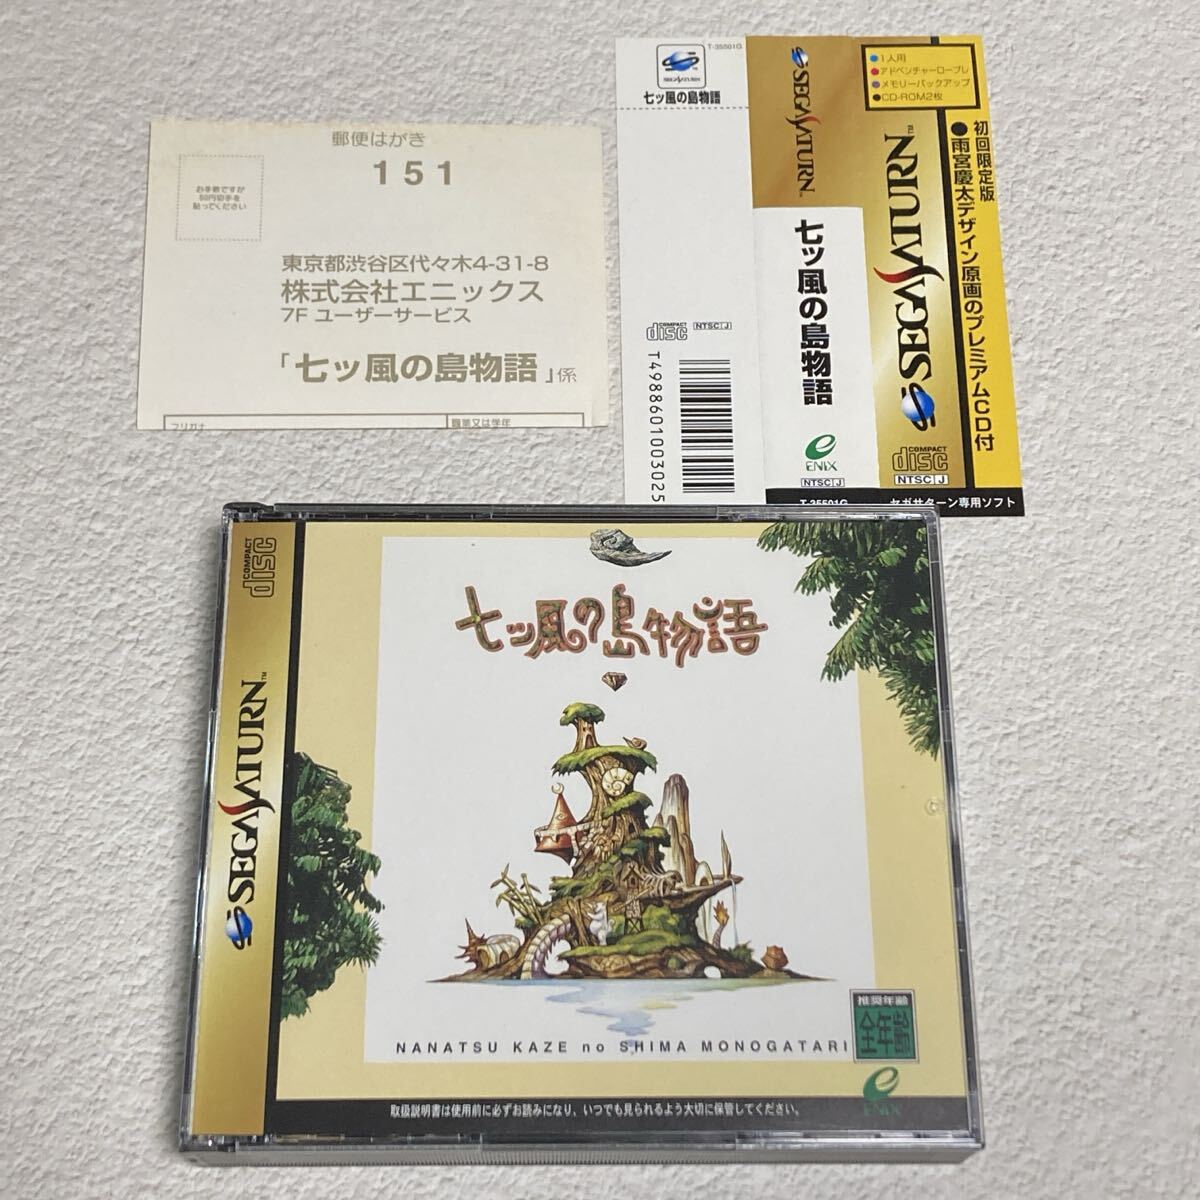 郵便はがき
151
お手数ですが
50円切手を
貼ってください
東京都渋谷区代々木4-31-8
株式会社エニックス
7F ユーザーサービス
「七ッ風の島物語」係
フリガナ
職業又は学年
T-35501G
SEGA SATURN
七ッ風の島物語
COMPACT
disc
NTSC J
T4988601003025
SEGA SATURN
七ッ風の島物語
ENIX
NTSC J
T-35501G
●1人用
●アドベンチャーロープレ
●メモリーバックアップ
●CD-ROM2枚
SEGA SATURN™
COMPACT
disc
NTSC J
セガサターン専用ソフト
初回限定版
●雨宮慶太デザイン原画のプレミアムCD付
COMPACT
disc
SEGA SATURN™
七ッ風の島物語
NANATSU KAZE no SHIMA MONOGATARI
推奨年齢
全年齢
ENIX
取扱説明書は使用前に必ずお読みになり、いつでも見られるよう大切に保管してください。